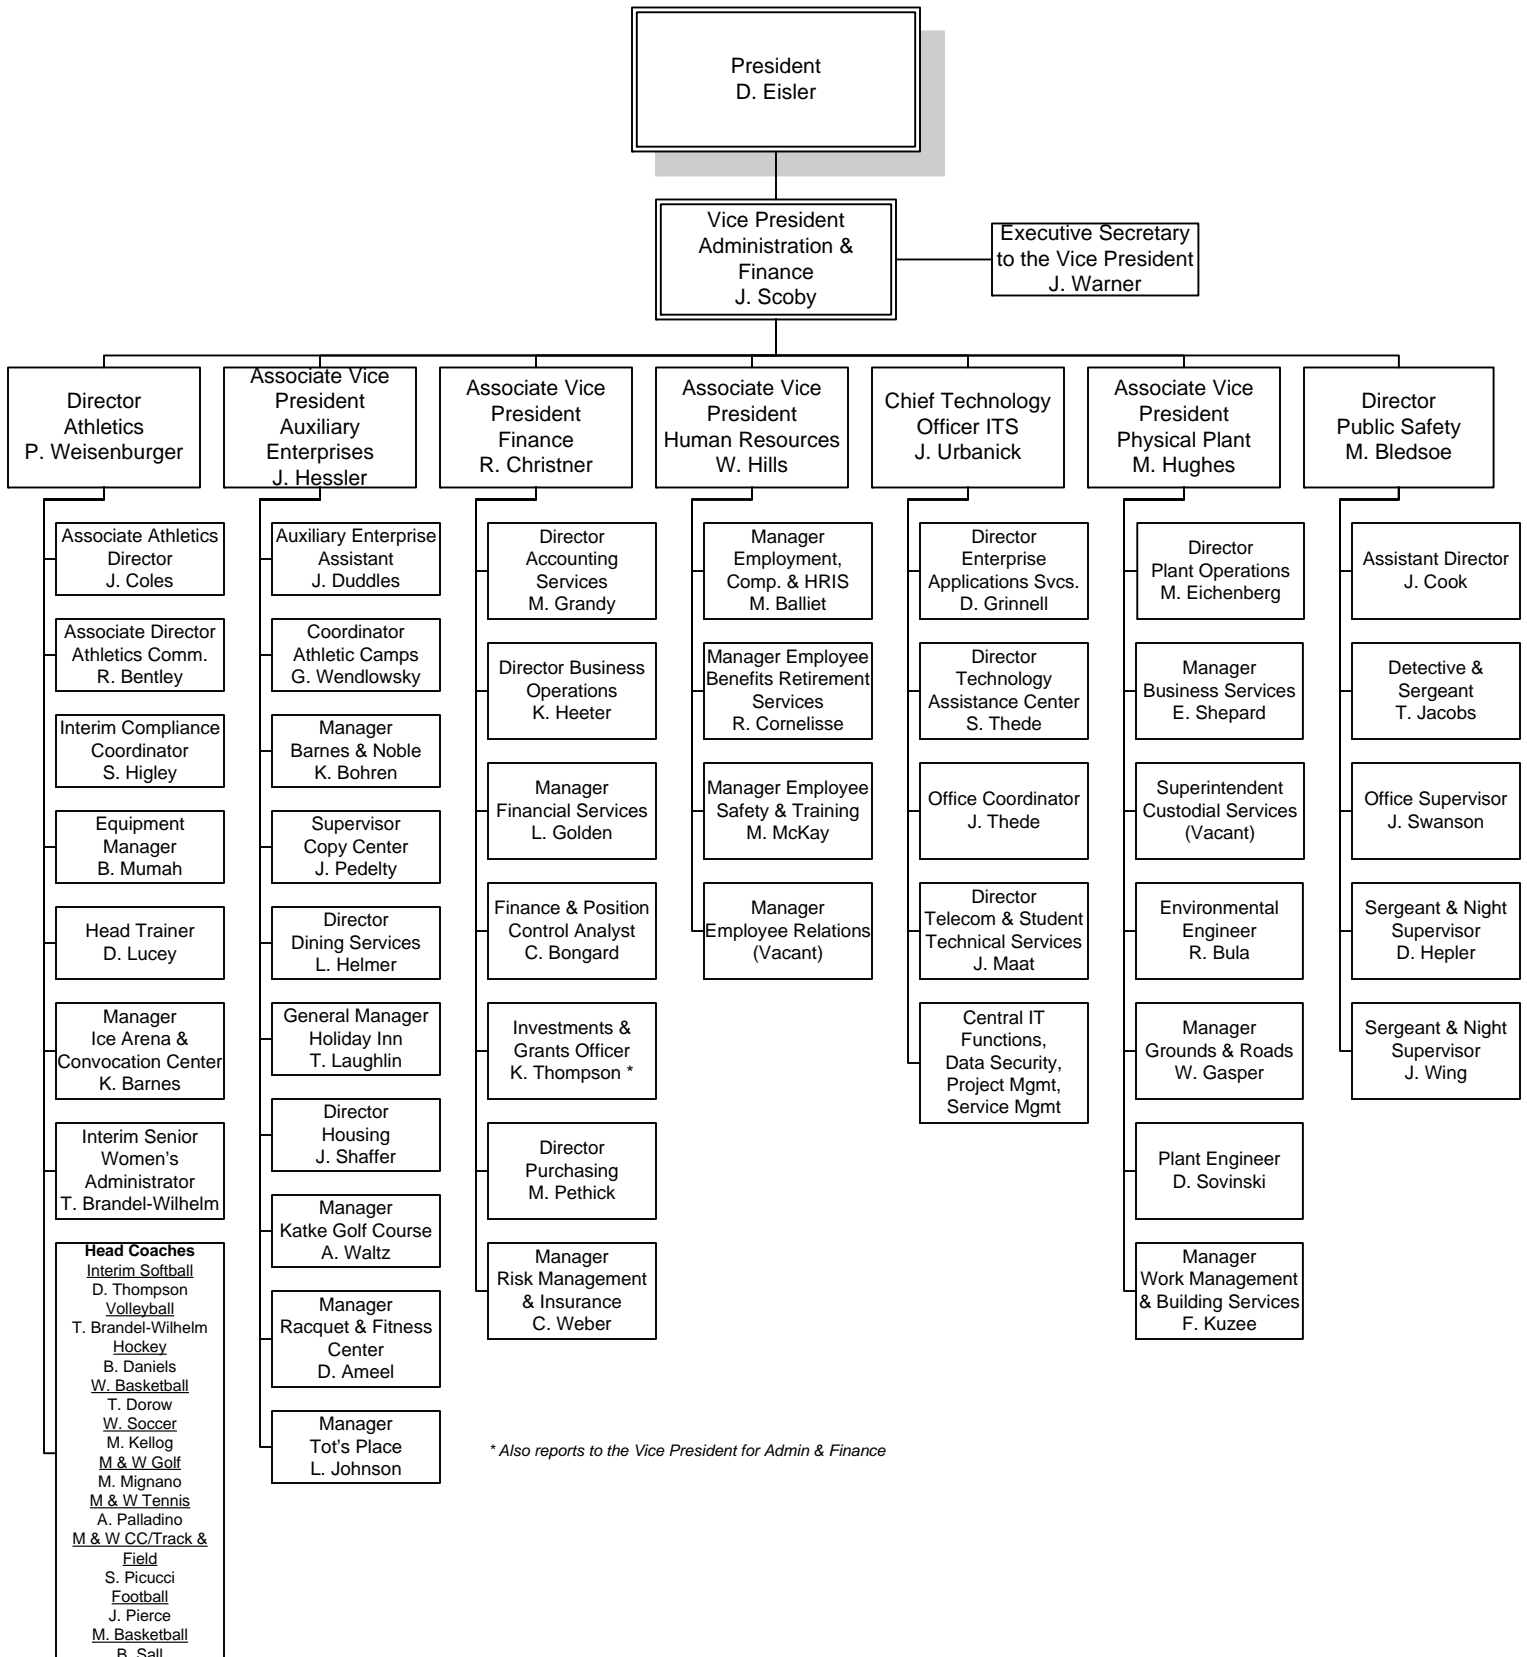 President
D. Eisler
Vice President
Administration &
Finance
J. Scoby
Executive Secretary
to the Vice President
J. Warner
Director
Athletics
P. Weisenburger
Associate Vice
President
Auxiliary
Enterprises
J. Hessler
Associate Vice
President
Finance
R. Christner
Associate Vice
President
Human Resources
W. Hills
Chief Technology
Officer ITS
J. Urbanick
Associate Vice
President
Physical Plant
M. Hughes
Director
Public Safety
M. Bledsoe
Associate Athletics
Director
J. Coles
Associate Director
Athletics Comm.
R. Bentley
Interim Compliance
Coordinator
S. Higley
Equipment
Manager
B. Mumah
Head Trainer
D. Lucey
Manager
Ice Arena &
Convocation Center
K. Barnes
Interim Senior
Women's
Administrator
T. Brandel-Wilhelm
Head Coaches
Interim Softball
D. Thompson
Volleyball
T. Brandel-Wilhelm
Hockey
B. Daniels
W. Basketball
T. Dorow
W. Soccer
M. Kellog
M & W Golf
M. Mignano
M & W Tennis
A. Palladino
M & W CC/Track &
Field
S. Picucci
Football
J. Pierce
M. Basketball
B. Sall
Auxiliary Enterprise
Assistant
J. Duddles
Coordinator
Athletic Camps
G. Wendlowsky
Manager
Barnes & Noble
K. Bohren
Supervisor
Copy Center
J. Pedelty
Director
Dining Services
L. Helmer
General Manager
Holiday Inn
T. Laughlin
Director
Housing
J. Shaffer
Manager
Katke Golf Course
A. Waltz
Manager
Racquet & Fitness
Center
D. Ameel
Manager
Tot's Place
L. Johnson
Director
Accounting
Services
M. Grandy
Director Business
Operations
K. Heeter
Manager
Financial Services
L. Golden
Finance & Position
Control Analyst
C. Bongard
Investments &
Grants Officer
K. Thompson *
Director
Purchasing
M. Pethick
Manager
Risk Management
& Insurance
C. Weber
* Also reports to the Vice President for Admin & Finance
Manager
Employment,
Comp. & HRIS
M. Balliet
Manager Employee
Benefits Retirement
Services
R. Cornelisse
Manager Employee
Safety & Training
M. McKay
Manager
Employee Relations
(Vacant)
Director
Enterprise
Applications Svcs.
D. Grinnell
Director
Technology
Assistance Center
S. Thede
Office Coordinator
J. Thede
Director
Telecom & Student
Technical Services
J. Maat
Central IT
Functions,
Data Security,
Project Mgmt,
Service Mgmt
Director
Plant Operations
M. Eichenberg
Manager
Business Services
E. Shepard
Superintendent
Custodial Services
(Vacant)
Environmental
Engineer
R. Bula
Manager
Grounds & Roads
W. Gasper
Plant Engineer
D. Sovinski
Manager
Work Management
& Building Services
F. Kuzee
Assistant Director
J. Cook
Detective &
Sergeant
T. Jacobs
Office Supervisor
J. Swanson
Sergeant & Night
Supervisor
D. Hepler
Sergeant & Night
Supervisor
J. Wing